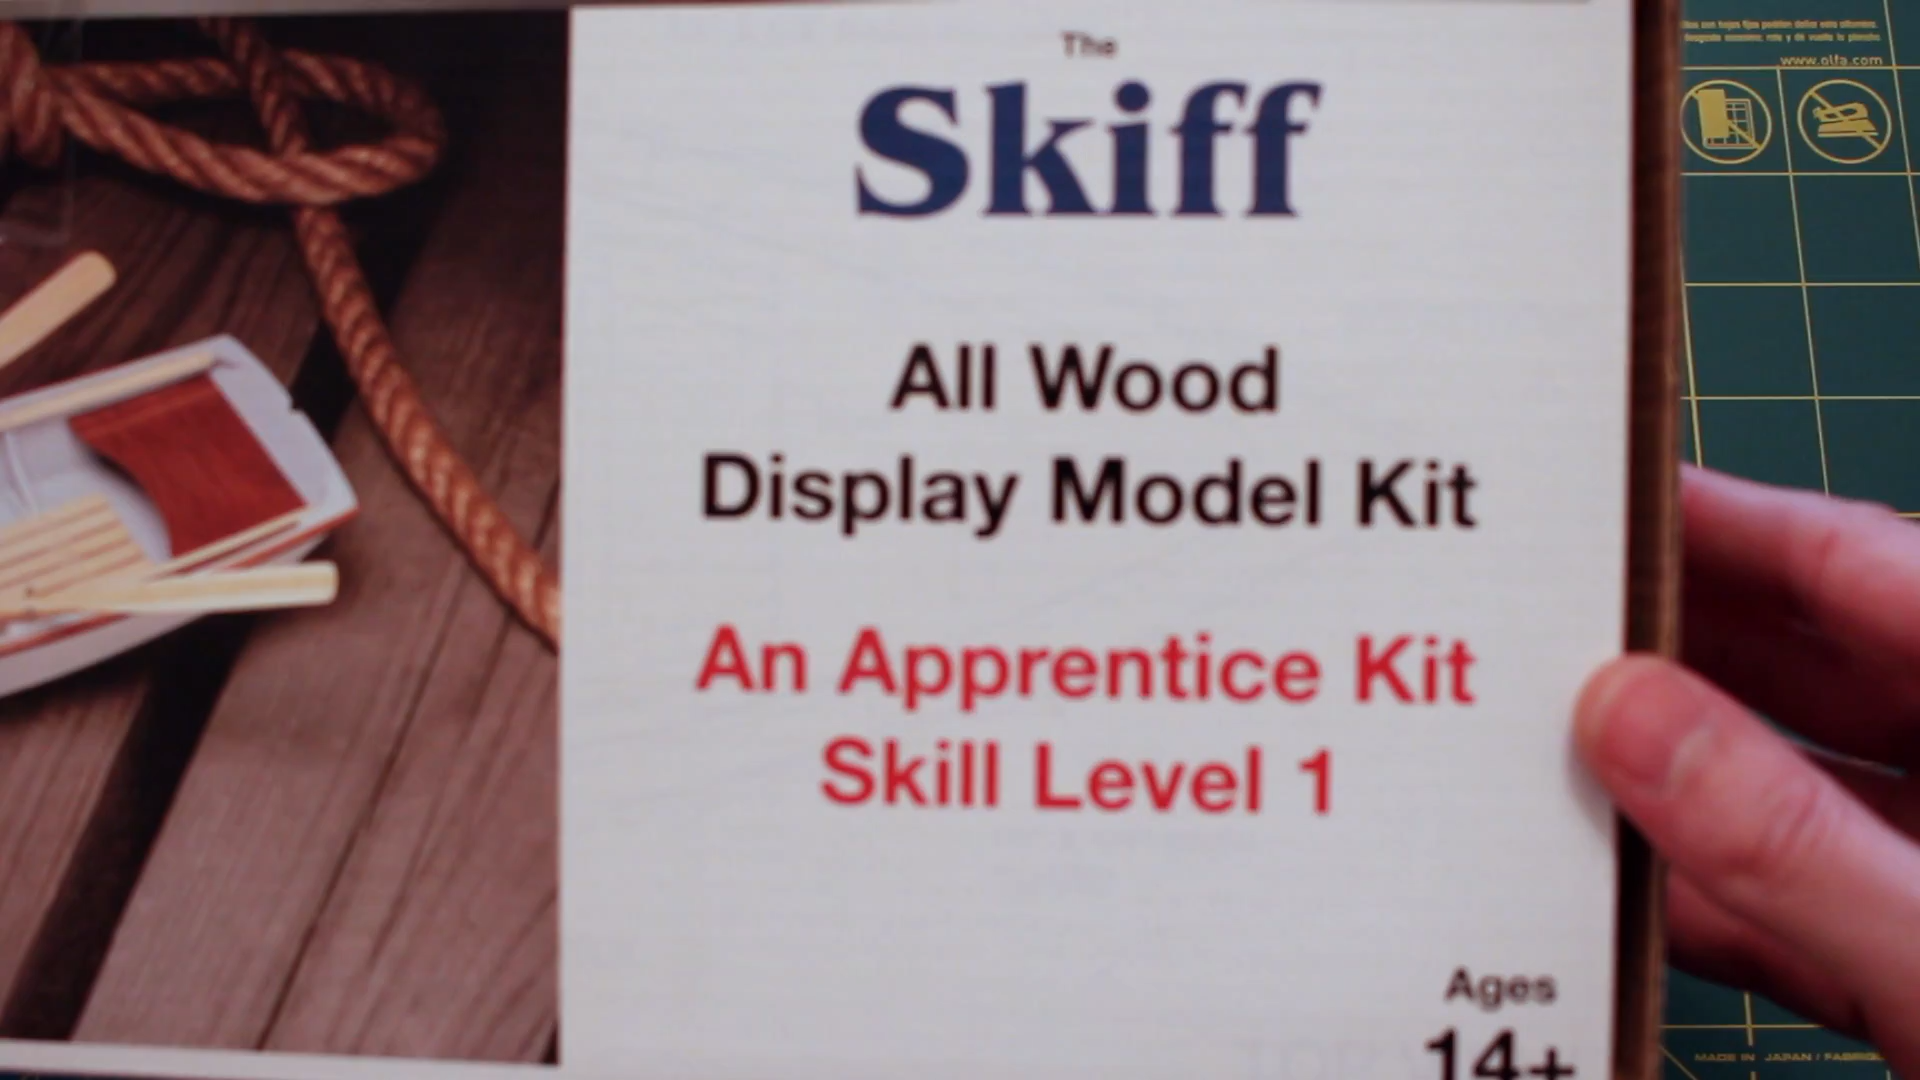 The
Skiff
All Wood
Display Model Kit
An Apprentice Kit
Skill Level 1
Ages
14+
www.olfa.com
MADE IN JAPAN /